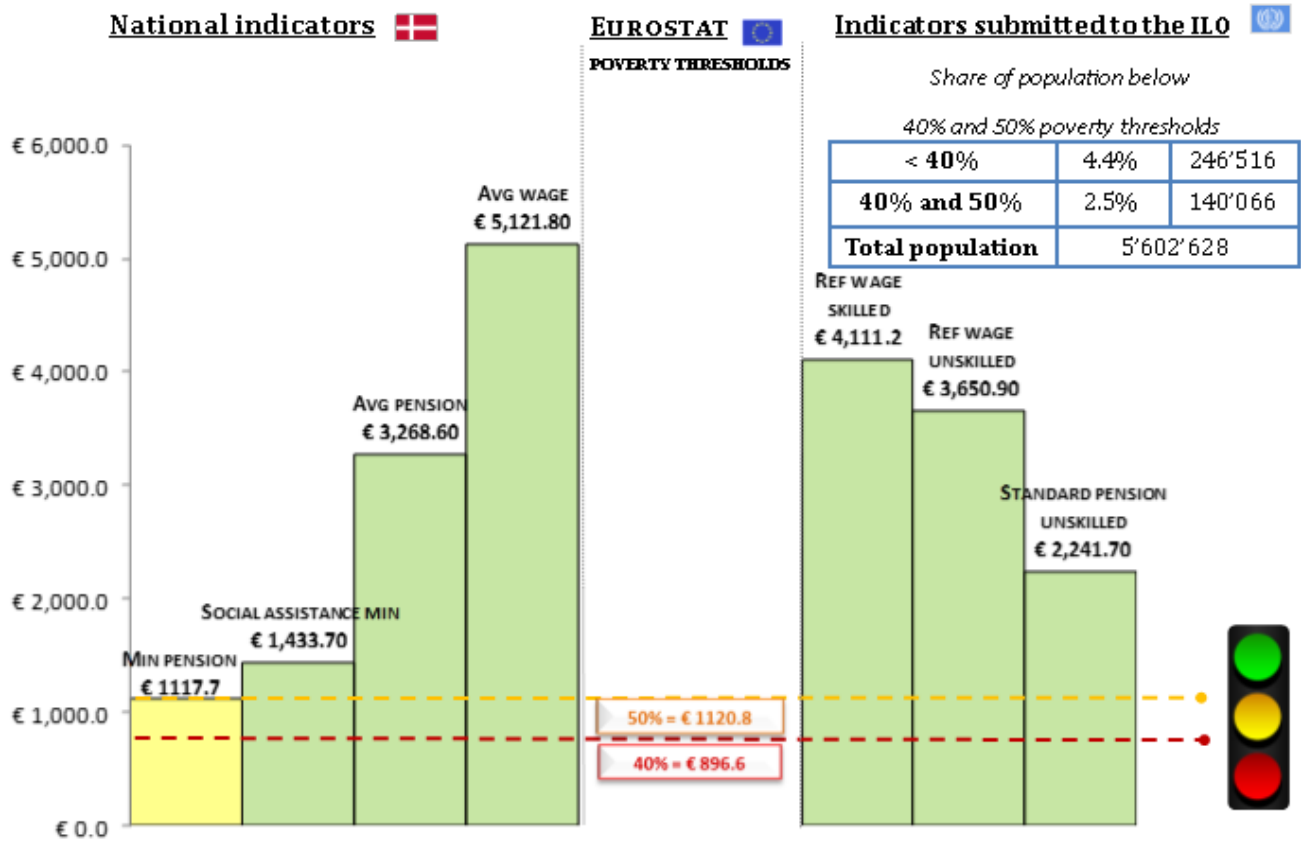 National indicators
EUROSTAT
POVERTY THRESHOLDS
Indicators submitted to the ILO
Share of population below
40% and 50% poverty thresholds
< 40% 4.4% 246’516
40% and 50% 2.5% 140’066
Total population 5’602’628
€ 6,000.0
€ 5,000.0
€ 4,000.0
€ 3,000.0
€ 2,000.0
€ 1,000.0
€ 0.0
MIN PENSION
€ 1117.7
SOCIAL ASSISTANCE MIN
€ 1,433.70
AVG PENSION
€ 3,268.60
AVG WAGE
€ 5,121.80
50% = € 1120.8
40% = € 896.6
REF WAGE
SKILLED
€ 4,111.2
REF WAGE
UNSKILLED
€ 3,650.90
STANDARD PENSION
UNSKILLED
€ 2,241.70